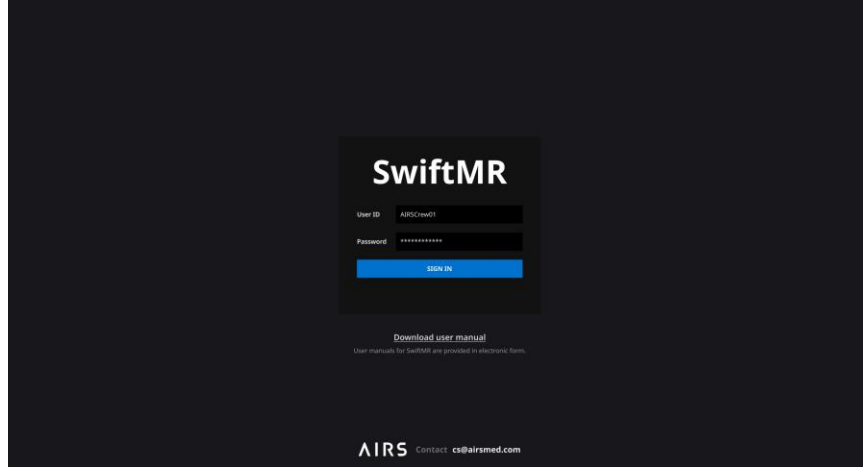 SwiftMR
User ID AIRSCrew01
Password ************
SIGN IN
Download user manual
User manuals for SwiftMR are provided in electronic form.
AIRS Contact cs@airsmed.com